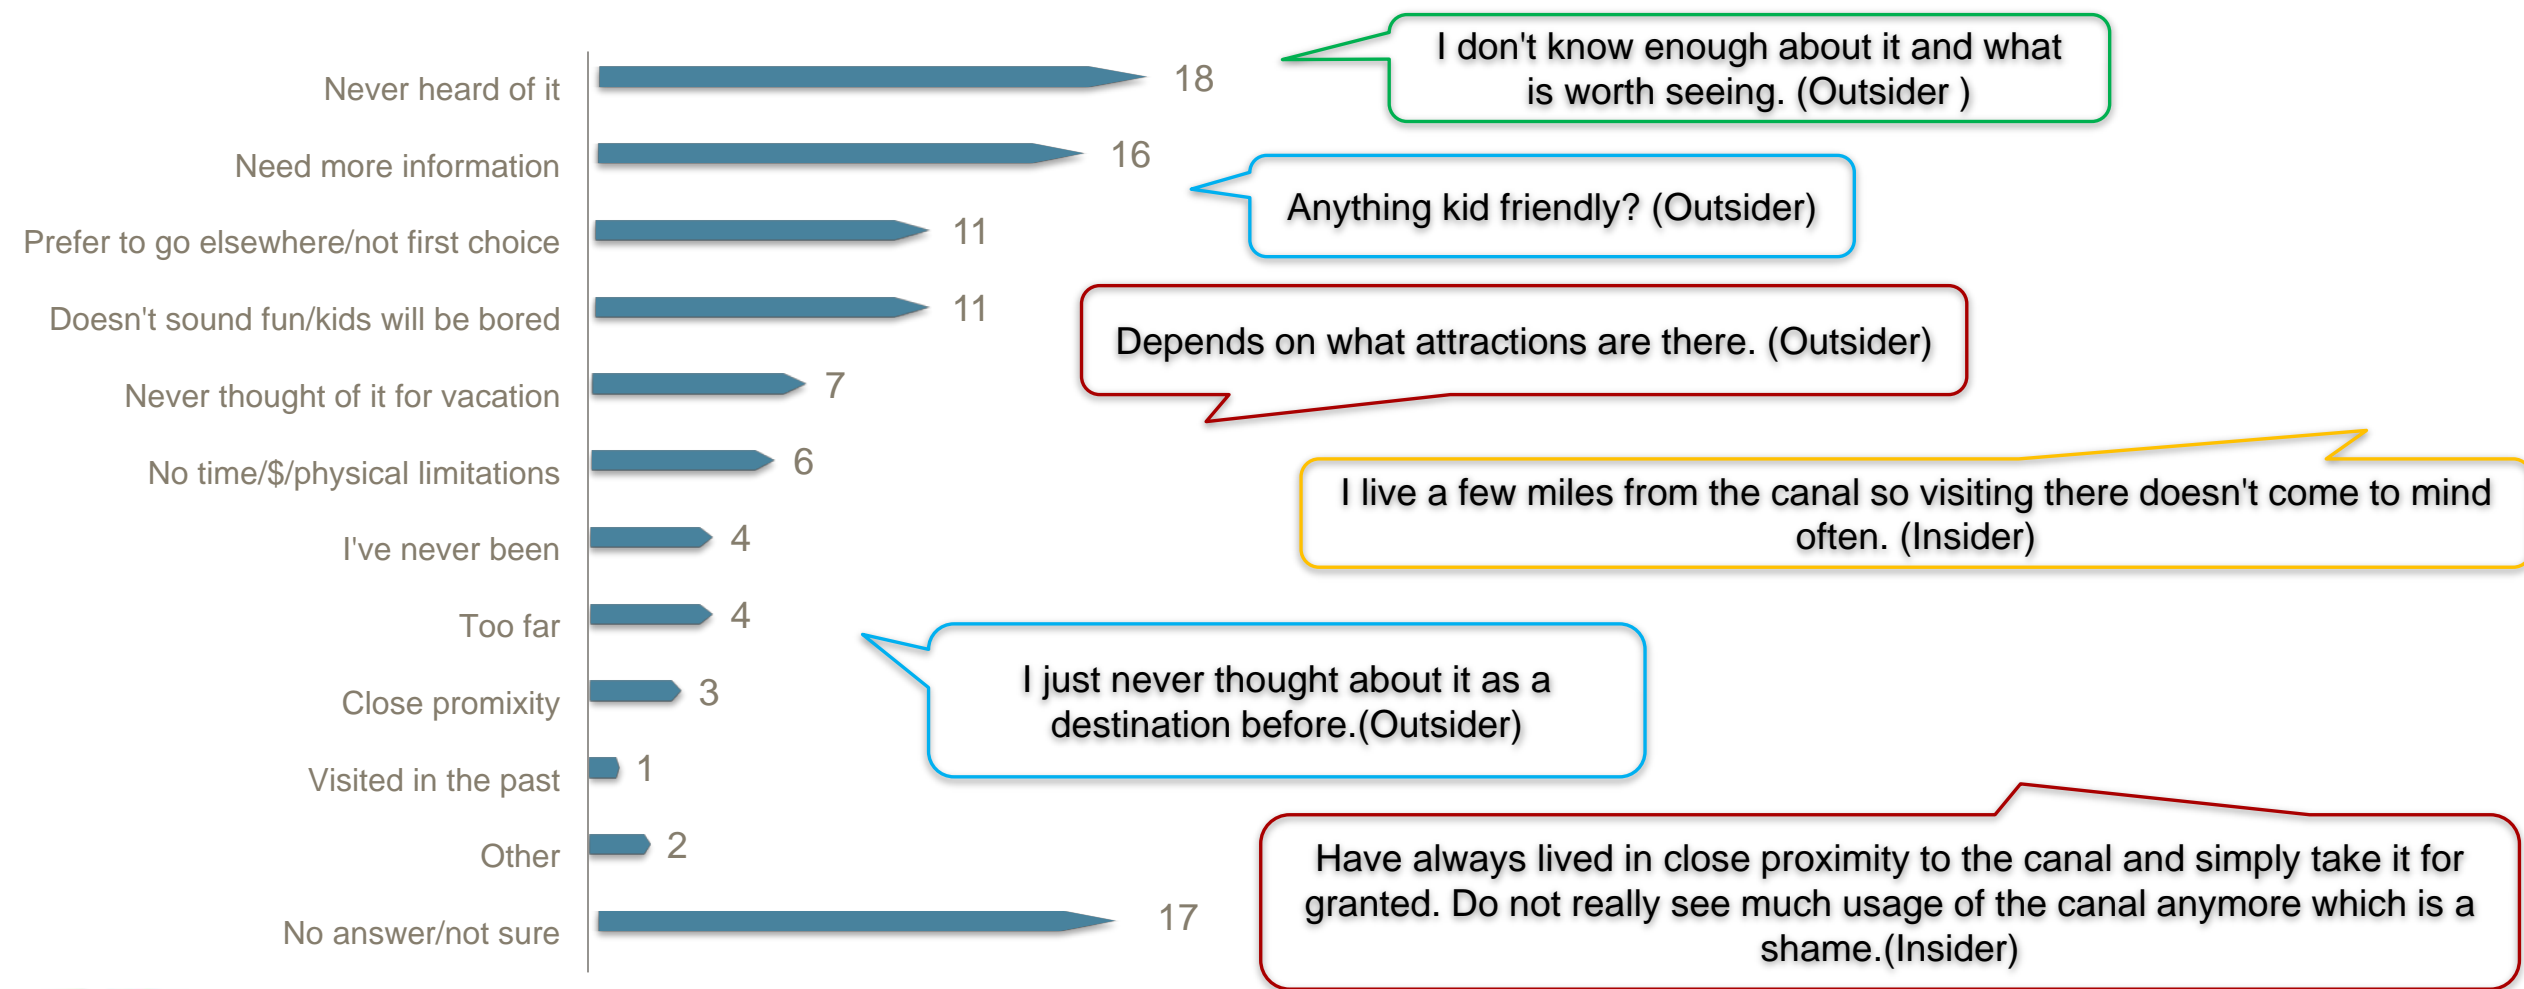 Never heard of it 18
Need more information 16
Prefer to go elsewhere/not first choice 11
Doesn't sound fun/kids will be bored 11
Never thought of it for vacation 7
No time/$/physical limitations 6
I've never been 4
Too far 4
Close promixity 3
Visited in the past 1
Other 2
No answer/not sure 17
I don't know enough about it and what
is worth seeing. (Outsider )
Anything kid friendly? (Outsider)
Depends on what attractions are there. (Outsider)
I live a few miles from the canal so visiting there doesn't come to mind
often. (Insider)
I just never thought about it as a
destination before.(Outsider)
Have always lived in close proximity to the canal and simply take it for
granted. Do not really see much usage of the canal anymore which is a
shame.(Insider)